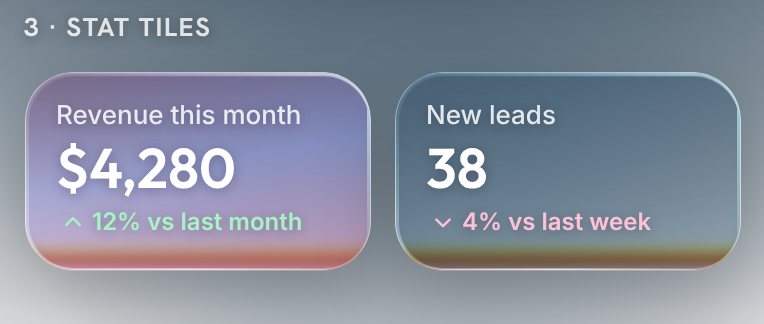 3 · STAT TILES
Revenue this month
$4,280
12% vs last month
New leads
38
4% vs last week